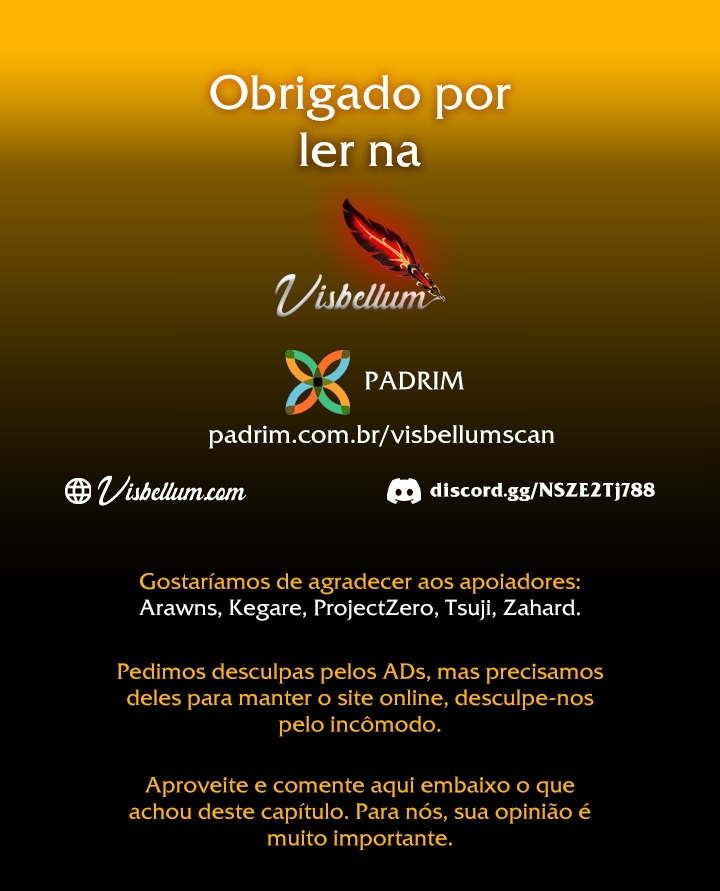 Obrigado por
ler na
Visbellum
PADRIM
padrim.com.br/visbellumscan
Visbellum.com
discord.gg/NSZE2Tj788
Gostaríamos de agradecer aos apoiadores:
Arawns, Kegare, ProjectZero, Tsuji, Zahard.
Pedimos desculpas pelos ADs, mas precisamos
deles para manter o site online, desculpe-nos
pelo incômodo.
Aproveite e comente aqui embaixo o que
achou deste capítulo. Para nós, sua opinião é
muito importante.